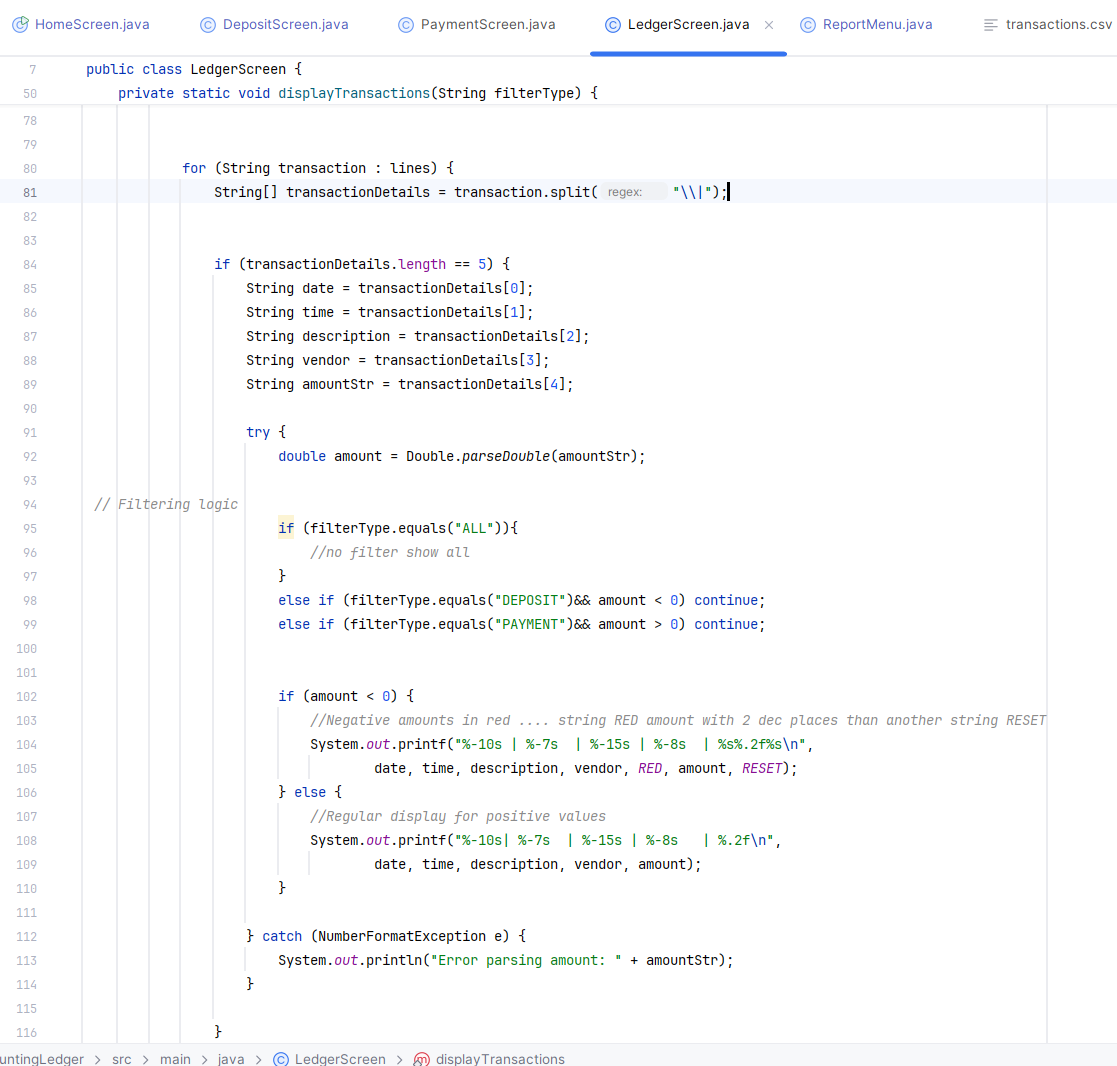 HomeScreen.java DepositScreen.java PaymentScreen.java LedgerScreen.java × ReportMenu.java transactions.csv
7 public class LedgerScreen {
50 private static void displayTransactions(String filterType) {
78
79
80 for (String transaction : lines) {
81 String[] transactionDetails = transaction.split( regex: "\\|");
82
83
84 if (transactionDetails.length == 5) {
85 String date = transactionDetails[0];
86 String time = transactionDetails[1];
87 String description = transactionDetails[2];
88 String vendor = transactionDetails[3];
89 String amountStr = transactionDetails[4];
90
91 try {
92 double amount = Double.parseDouble(amountStr);
93
94 // Filtering logic
95 if (filterType.equals("ALL")){
96 //no filter show all
97 }
98 else if (filterType.equals("DEPOSIT")&& amount < 0) continue;
99 else if (filterType.equals("PAYMENT")&& amount > 0) continue;
100
101
102 if (amount < 0) {
103 //Negative amounts in red .... string RED amount with 2 dec places than another string RESET
104 System.out.printf("%-10s | %-7s  | %-15s | %-8s  | %s%.2f%s\n",
105 date, time, description, vendor, RED, amount, RESET);
106 } else {
107 //Regular display for positive values
108 System.out.printf("%-10s| %-7s  | %-15s | %-8s   | %.2f\n",
109 date, time, description, vendor, amount);
110 }
111
112 } catch (NumberFormatException e) {
113 System.out.println("Error parsing amount: " + amountStr);
114 }
115
116 }
untingLedger > src > main > java > LedgerScreen > displayTransactions